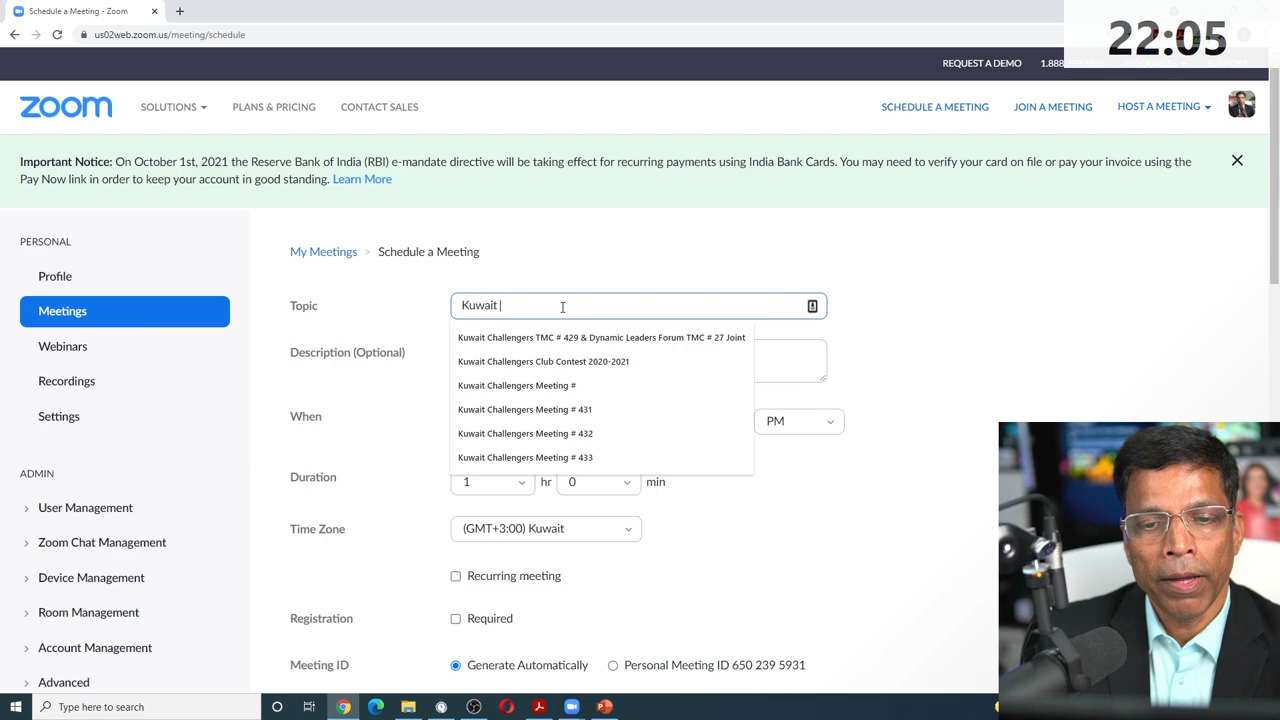 Schedule a Meeting - Zoom
22:05
us02web.zoom.us/meeting/schedule
REQUEST A DEMO
zoom
SOLUTIONS
PLANS & PRICING
CONTACT SALES
SCHEDULE A MEETING
JOIN A MEETING
HOST A MEETING
Important Notice: On October 1st, 2021 the Reserve Bank of India (RBI) e-mandate directive will be taking effect for recurring payments using India Bank Cards. You may need to verify your card on file or pay your invoice using the
Pay Now link in order to keep your account in good standing. Learn More
PERSONAL
Profile
Meetings
Webinars
Recordings
Settings
ADMIN
User Management
Zoom Chat Management
Device Management
Room Management
Account Management
Advanced
My Meetings > Schedule a Meeting
Topic
Kuwait
Kuwait Challengers TMC # 429 & Dynamic Leaders Forum TMC # 27 Joint
Kuwait Challengers Club Contest 2020-2021
Kuwait Challengers Meeting #
Kuwait Challengers Meeting # 431
Kuwait Challengers Meeting # 432
Kuwait Challengers Meeting # 433
Description (Optional)
When
PM
Duration
1 hr 0 min
Time Zone
(GMT+3:00) Kuwait
Recurring meeting
Registration
Required
Meeting ID
Generate Automatically
Personal Meeting ID 650 239 5931
Type here to search